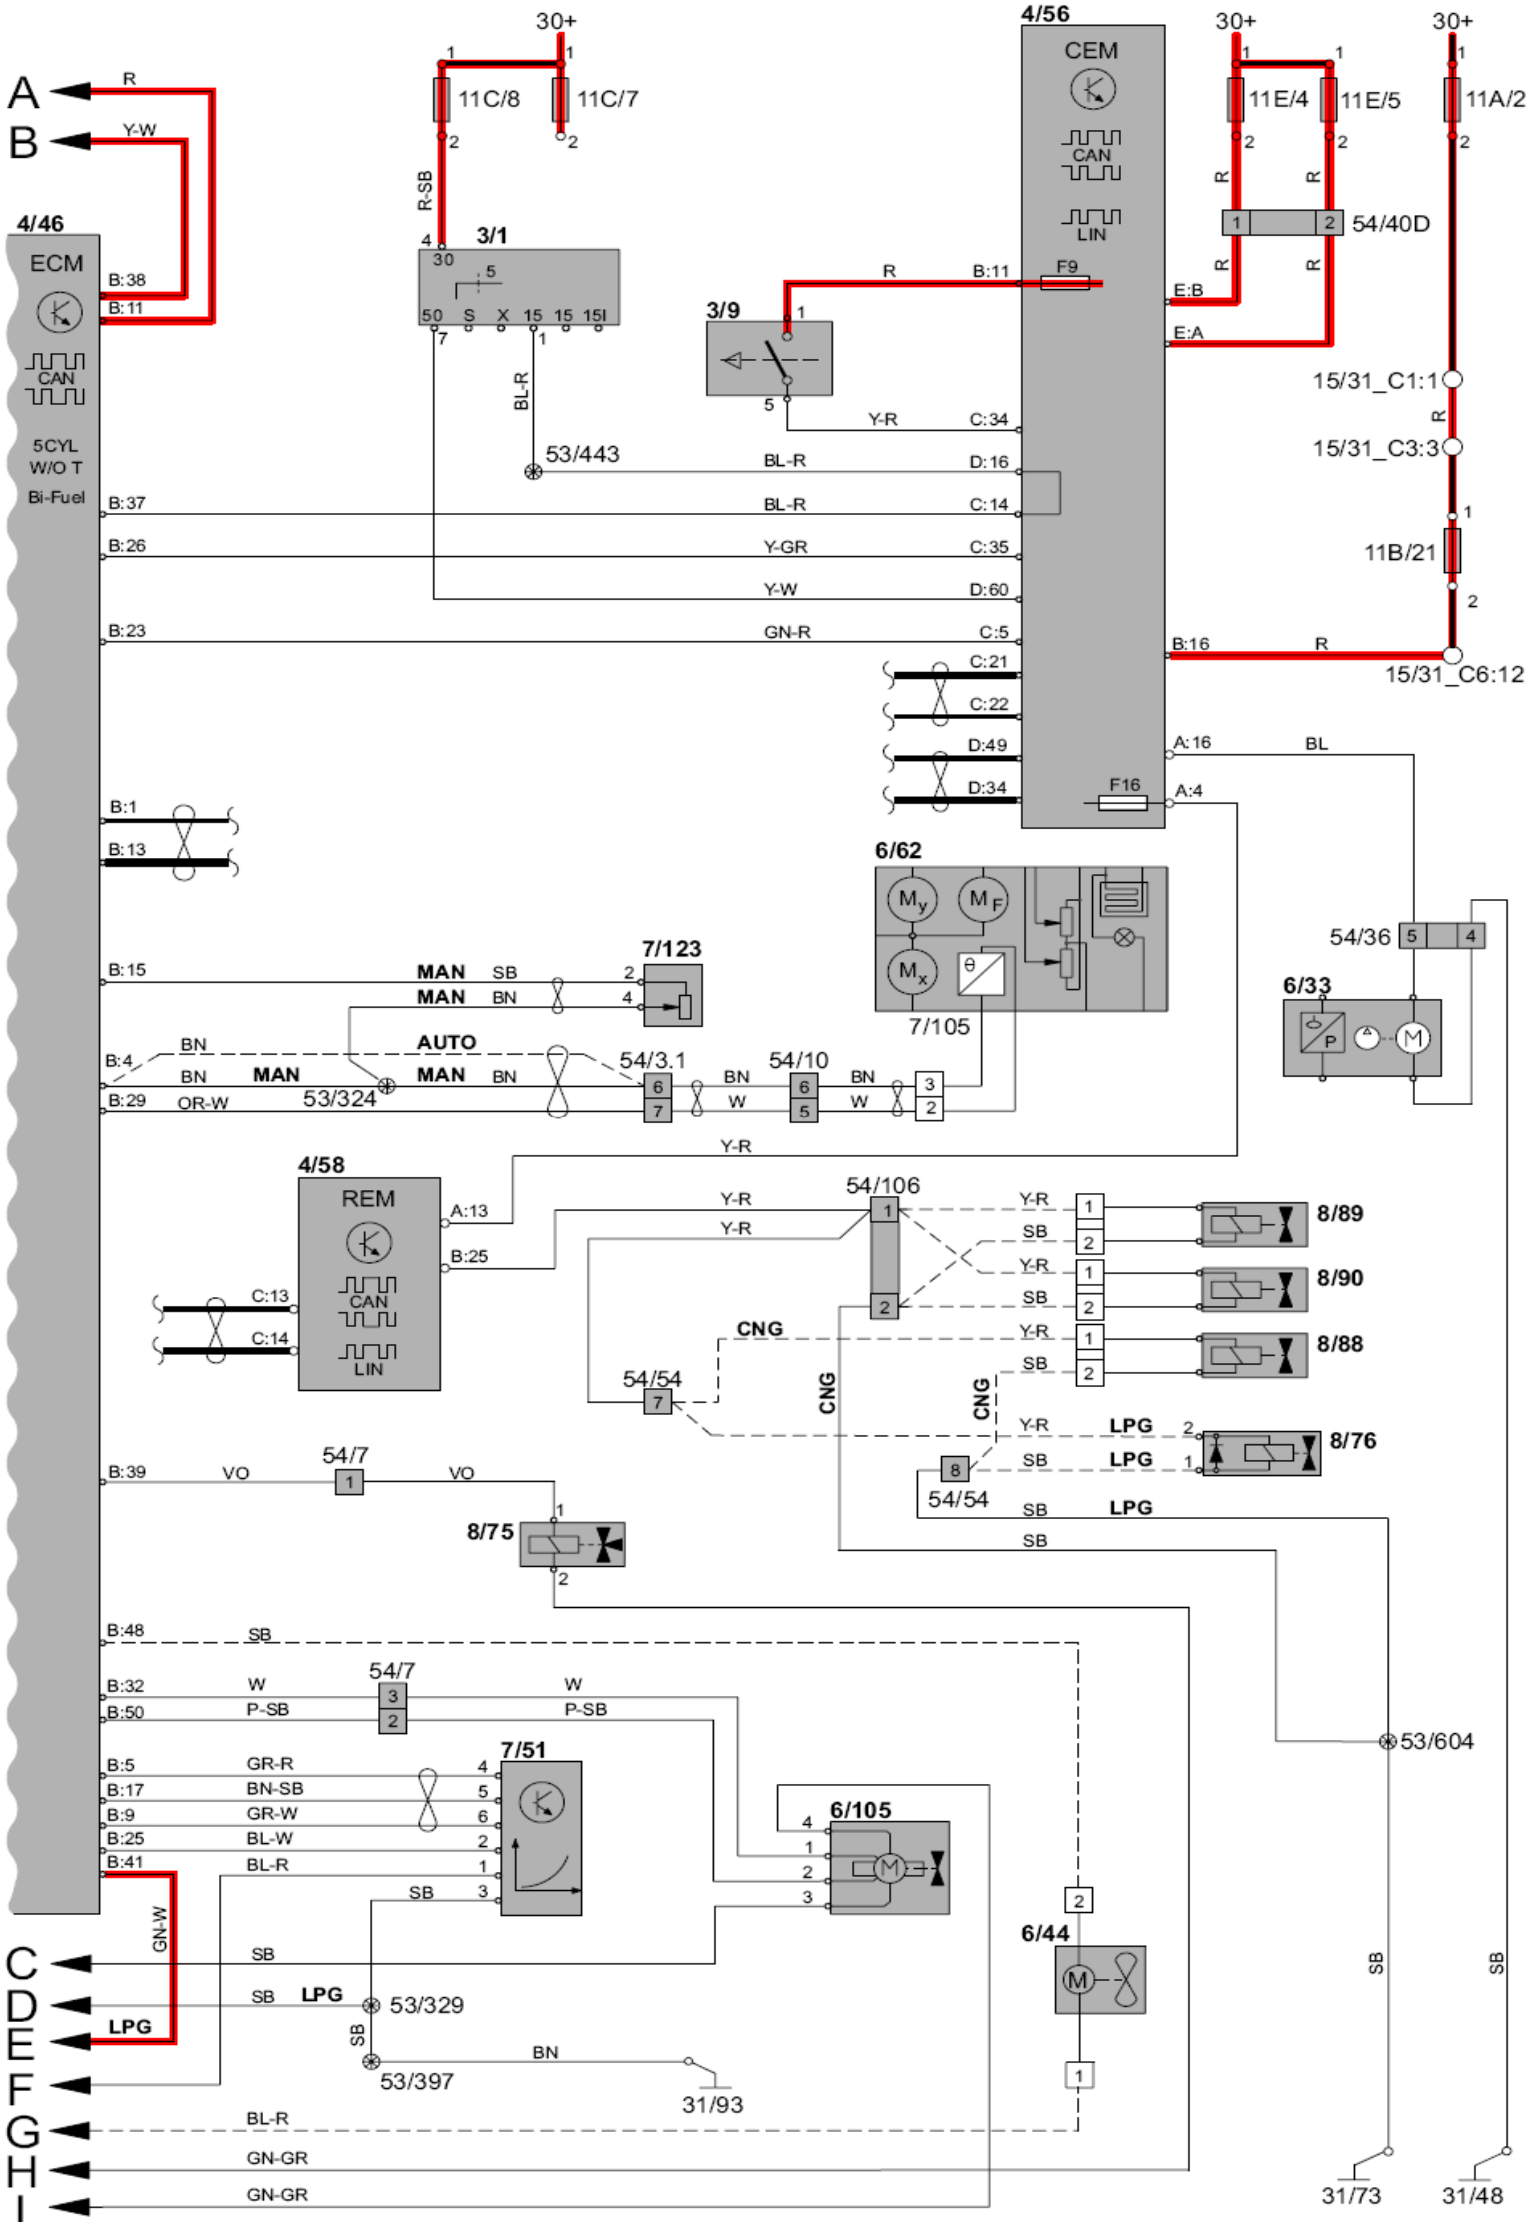 30+
4/56
30+
30+
CEM
CAN
LIN
1
1
11C/8
11C/7
2
2
R-SB
1
11E/4
11E/5
2
1
2
R
R
1
2
54/40D
R
R
1
11A/2
2
A
R
B
Y-W
4/46
ECM
CAN
5CYL
W/O T
Bi-Fuel
B:38
B:11
4
3/1
30
5
50
S
X
15
15
15I
7
1
BL-R
R
B:11
F9
E:B
E:A
3/9
1
5
Y-R
C:34
15/31_C1:1
R
15/31_C3:3
53/443
BL-R
D:16
B:37
BL-R
C:14
1
11B/21
2
B:26
Y-GR
C:35
Y-W
D:60
B:23
GN-R
C:5
B:16
R
15/31_C6:12
C:21
C:22
D:49
D:34
A:16
BL
F16
A:4
B:1
B:13
6/62
My
MF
Mx
θ
7/105
54/36
5
4
6/33
P
M
7/123
B:15
MAN
SB
2
MAN
BN
4
B:4
BN
AUTO
BN
MAN
53/324
MAN
BN
B:29
OR-W
54/3.1
6
7
BN
W
54/10
6
5
BN
W
3
2
Y-R
4/58
REM
CAN
LIN
A:13
B:25
C:13
C:14
Y-R
Y-R
54/106
1
2
Y-R
1
SB
2
8/89
Y-R
1
SB
2
8/90
CNG
Y-R
1
SB
2
8/88
54/54
7
CNG
CNG
Y-R
LPG
2
SB
LPG
1
8/76
8
54/54
SB
LPG
SB
B:39
VO
54/7
1
VO
1
8/75
2
B:48
SB
54/7
B:32
W
3
W
B:50
P-SB
2
P-SB
53/604
7/51
B:5
GR-R
4
B:17
BN-SB
5
B:9
GR-W
6
B:25
BL-W
2
B:41
BL-R
1
SB
3
GN-W
6/105
4
1
2
3
M
2
6/44
M
1
C
SB
D
SB
LPG
53/329
E
LPG
SB
BN
53/397
31/93
F
G
BL-R
H
GN-GR
I
GN-GR
SB
SB
31/73
31/48